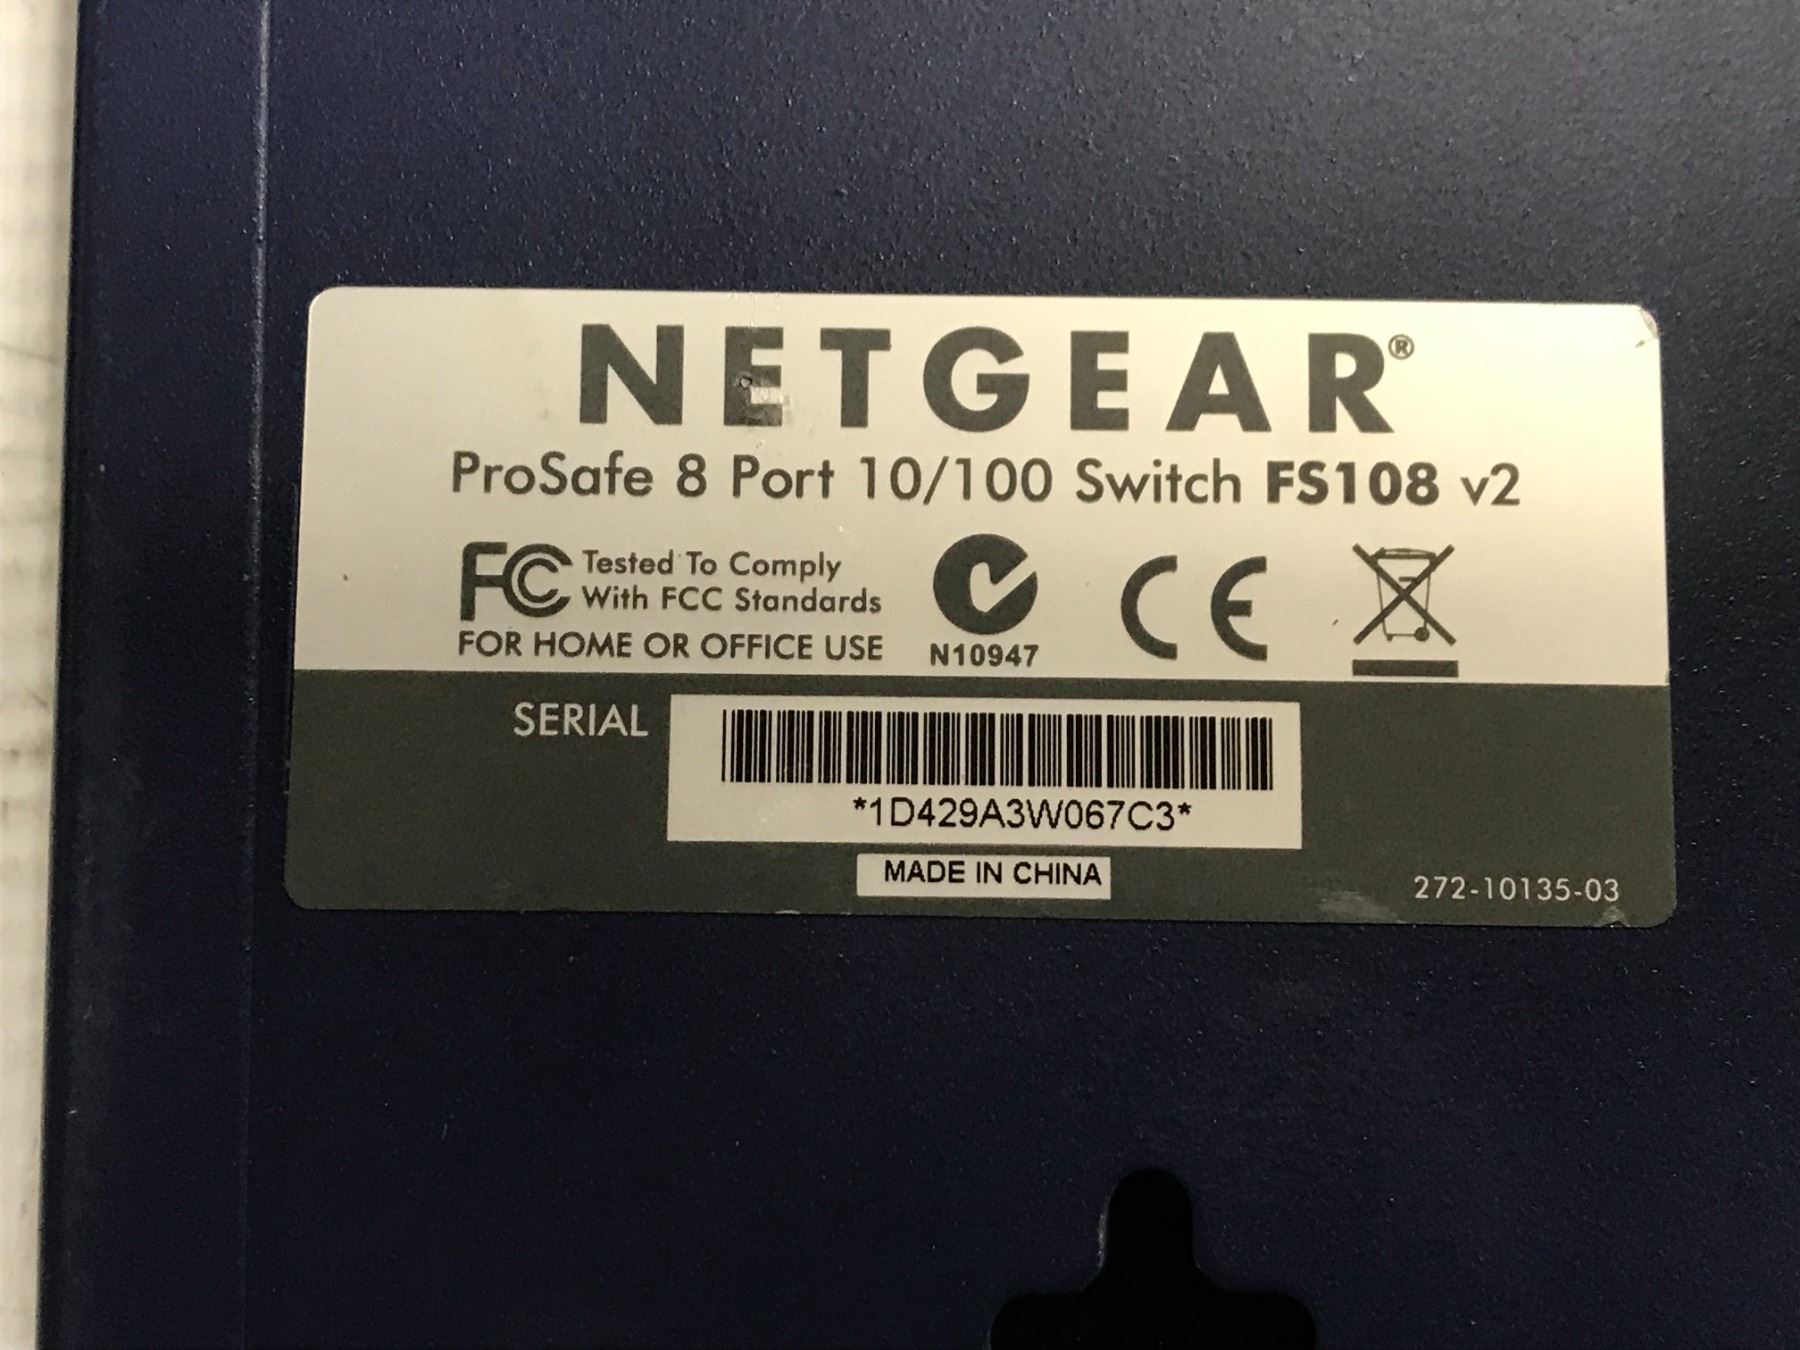 NETGEAR®
ProSafe 8 Port 10/100 Switch FS108 v2
FC Tested To Comply
With FCC Standards
FOR HOME OR OFFICE USE
N10947
CE
SERIAL
*1D429A3W067C3*
MADE IN CHINA
272-10135-03